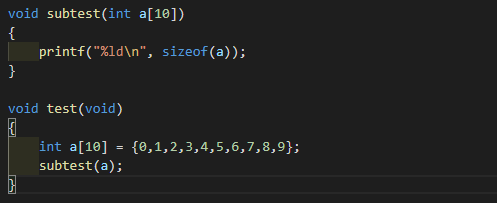 void subtest(int a[10])
{
    printf("%ld\n", sizeof(a));
}
void test(void)
{
    int a[10] = {0,1,2,3,4,5,6,7,8,9};
    subtest(a);
}